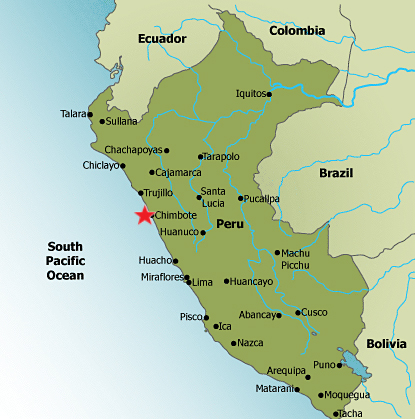 Colombia
Ecuador
Iquitos
Talara
Sullana
Chachapoyas
Tarapolo
Chiclayo
Cajamarca
Brazil
Trujillo
Santa
Lucia
Pucallpa
Chimbote
Peru
Huanuco
South
Pacific
Ocean
Machu
Picchu
Huacho
Miraflores
Lima
Huancayo
Pisco
Abancay
Cusco
Ica
Nazca
Bolivia
Puno
Arequipa
Matarani
Moquegua
Tacha